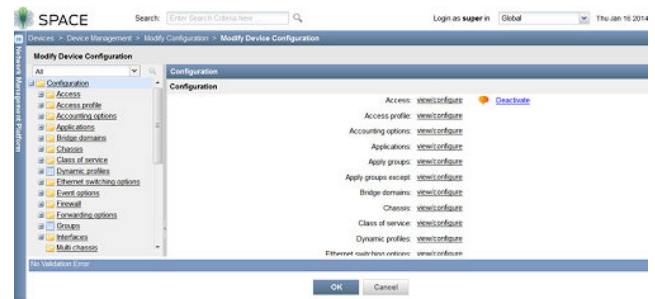 SPACE
Search: Enter Search Criteria here ...
Login as super in Global Thu Jan 16 2014
Devices > Device Management > Modify Configuration > Modify Device Configuration
Network Management Platform
Modify Device Configuration
All
Configuration
Access
Access profile
Accounting options
Applications
Bridge domains
Chassis
Class of service
Dynamic profiles
Ethernet switching options
Event options
Firewall
Forwarding options
Groups
Interfaces
Multi chassis
Configuration
Configuration
Access: view/configure Deactivate
Access profile: view/configure
Accounting options: view/configure
Applications: view/configure
Apply groups: view/configure
Apply groups except: view/configure
Bridge domains: view/configure
Chassis: view/configure
Class of service: view/configure
Dynamic profiles: view/configure
Ethernet switching options: view/configure
No Validation Error
OK Cancel